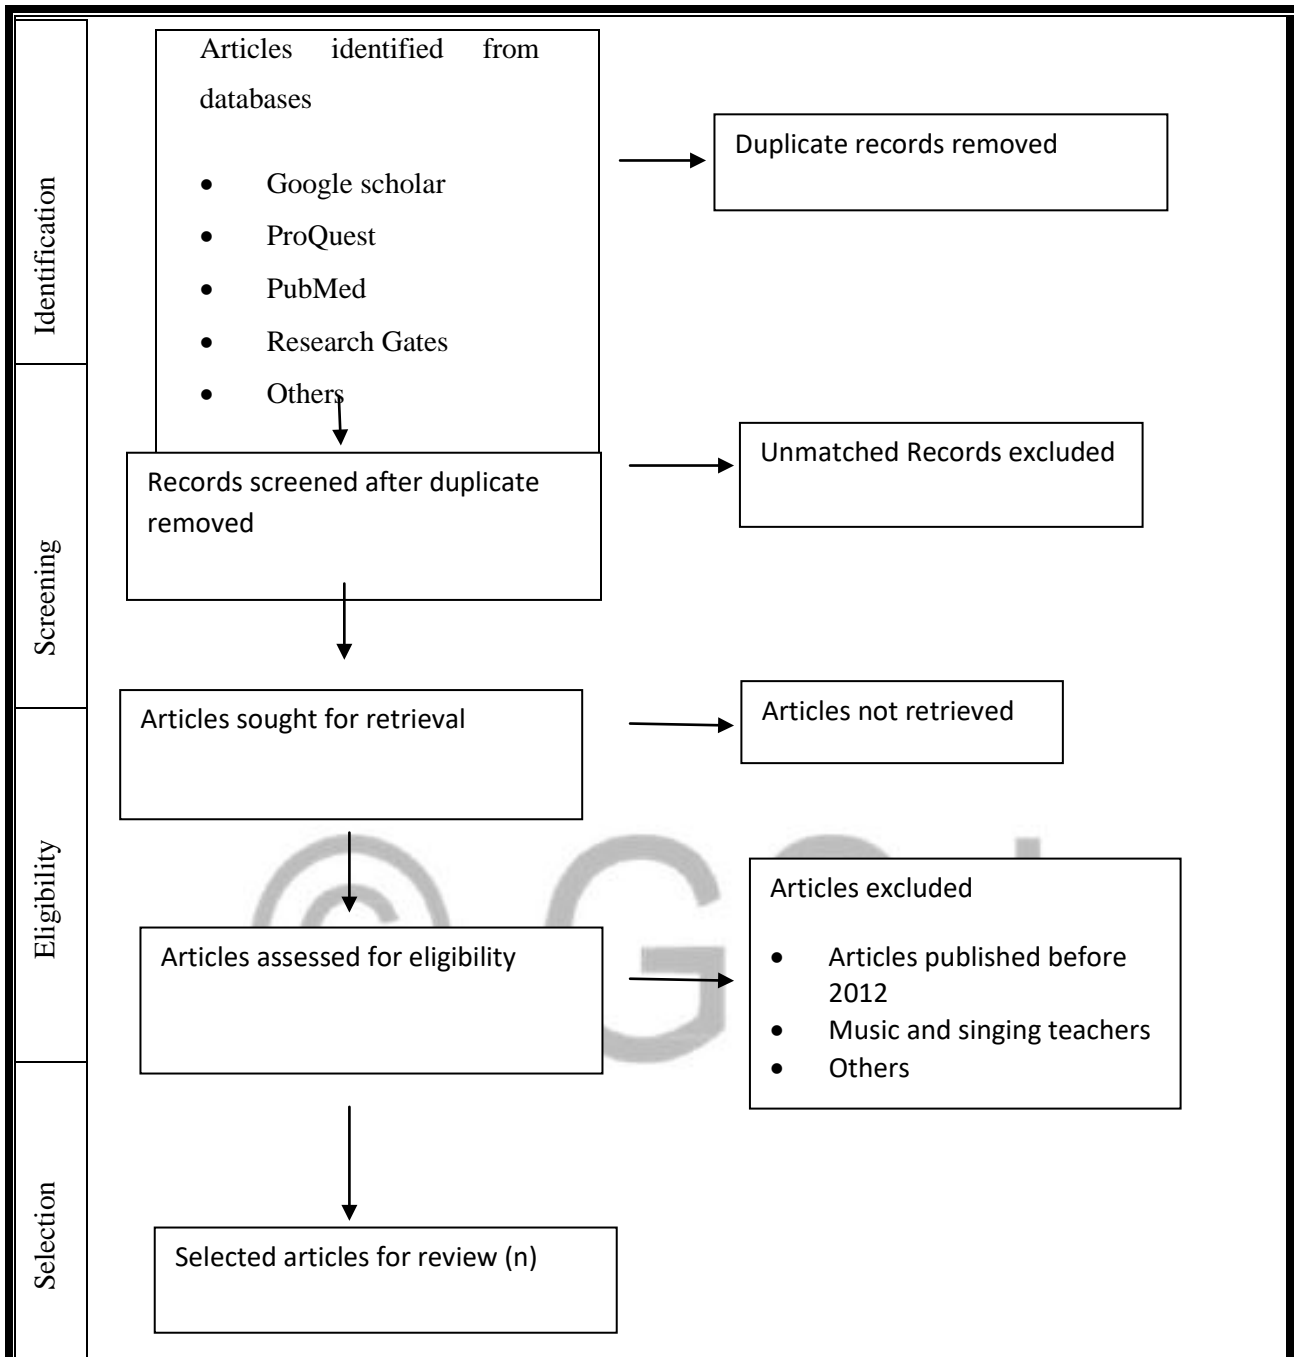 Identification
Articles identified from
databases
• Google scholar
• ProQuest
• PubMed
• Research Gates
• Others
Duplicate records removed
Screening
Records screened after duplicate
removed
Unmatched Records excluded
Articles sought for retrieval
Articles not retrieved
Eligibility
Articles assessed for eligibility
Articles excluded
• Articles published before
2012
• Music and singing teachers
• Others
Selection
Selected articles for review (n)